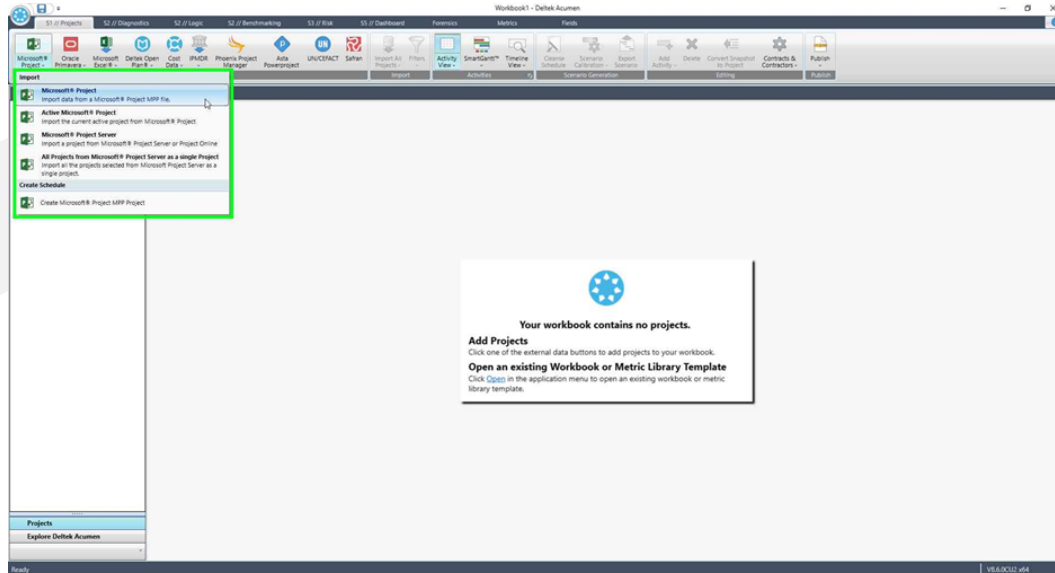 Workbook1 - Deltek Acumen
S1 // Projects S2 // Diagnostics S2 // Logic S2 // Benchmarking S3 // Risk S5 // Dashboard Forensics Metrics Fields
Microsoft® Project Oracle Primavera Microsoft Excel® Deltek Open Plan® Cost Data IPMDR Phoenix Project Manager Asta Powerproject UN/CEFACT Safran Import All Projects Filters Activity View SmartGantt™ Timeline View Cleanse Schedule Scenario Calibration Export Scenario Add Activity Delete Convert Snapshot to Project Contracts & Contractors Publish
Import Activities Scenario Generation Editing Publish
Import
Microsoft® Project
Import data from a Microsoft® Project MPP file.
Active Microsoft® Project
Import the current active project from Microsoft® Project
Microsoft® Project Server
Import a project from Microsoft® Project Server or Project Online
All Projects from Microsoft® Project Server as a single Project
Import all the projects selected from Microsoft Project Server as a
single project.
Create Schedule
Create Microsoft® Project MPP Project
Your workbook contains no projects.
Add Projects
Click one of the external data buttons to add projects to your workbook.
Open an existing Workbook or Metric Library Template
Click Open in the application menu to open an existing workbook or metric
library template.
Projects
Explore Deltek Acumen
Ready
V8.6.0CU2 x64